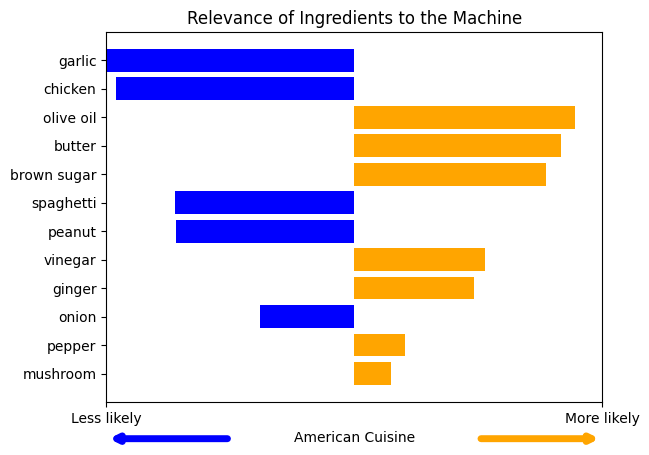 Relevance of Ingredients to the Machine
garlic
chicken
olive oil
butter
brown sugar
spaghetti
peanut
vinegar
ginger
onion
pepper
mushroom
Less likely
More likely
American Cuisine